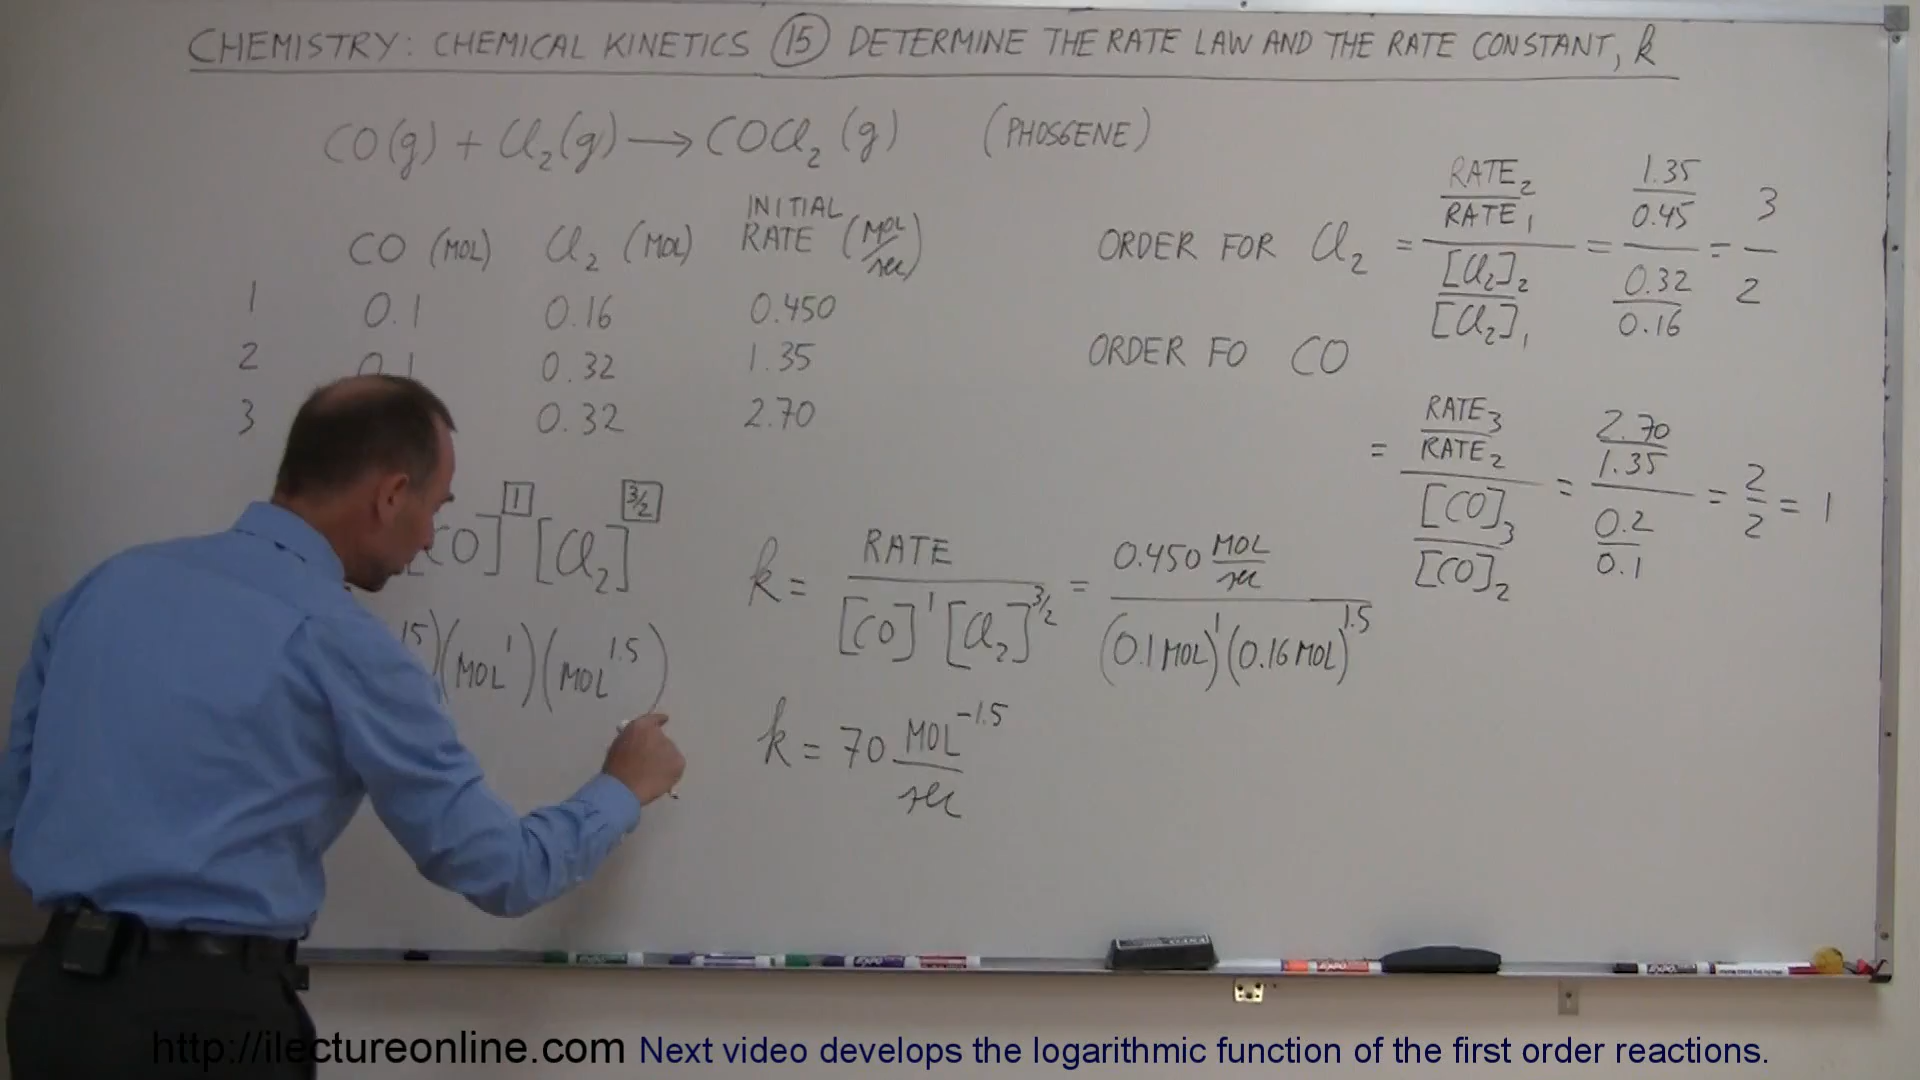 CHEMISTRY: CHEMICAL KINETICS (15) DETERMINE THE RATE LAW AND THE RATE CONSTANT, k
CO(g) + Cl₂(g) → COCl₂(g) (PHOSGENE)
CO (MOL) Cl₂ (MOL) INITIAL RATE (MOL/sec)
1 0.1 0.16 0.450
2 0.1 0.32 1.35
3 0.32 2.70
ORDER FOR Cl₂ = (RATE₂/RATE₁)/([Cl₂]₂/[Cl₂]₁) = (1.35/0.45)/(0.32/0.16) = 3/2
ORDER FO CO
= (RATE₃/RATE₂)/([CO]₃/[CO]₂) = (2.70/1.35)/(0.2/0.1) = 2/2 = 1
[CO]^1 [Cl₂]^3/2
k = RATE/([CO]^1 [Cl₂]^3/2) = 0.450 MOL/sec/((0.1 MOL)^1 (0.16 MOL)^1.5)
)(MOL^1)(MOL^1.5)
k = 70 MOL^-1.5/sec
http://ilectureonline.com Next video develops the logarithmic function of the first order reactions.